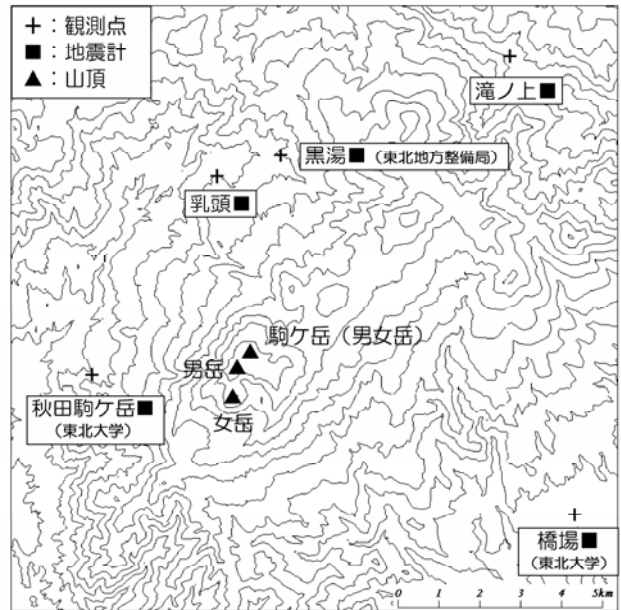 +：観測点
■：地震計
▲：山頂
滝ノ上■
黒湯■（東北地方整備局）
乳頭■
駒ケ岳（男女岳）
男岳
女岳
秋田駒ケ岳■
（東北大学）
橋場■
（東北大学）
0 1 2 3 4 5km